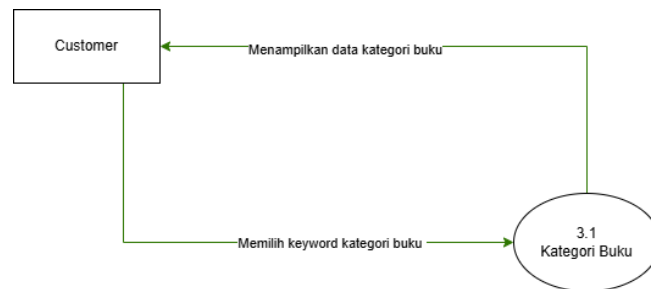 Customer
Menampilkan data kategori buku
Memilih keyword kategori buku
3.1
Kategori Buku